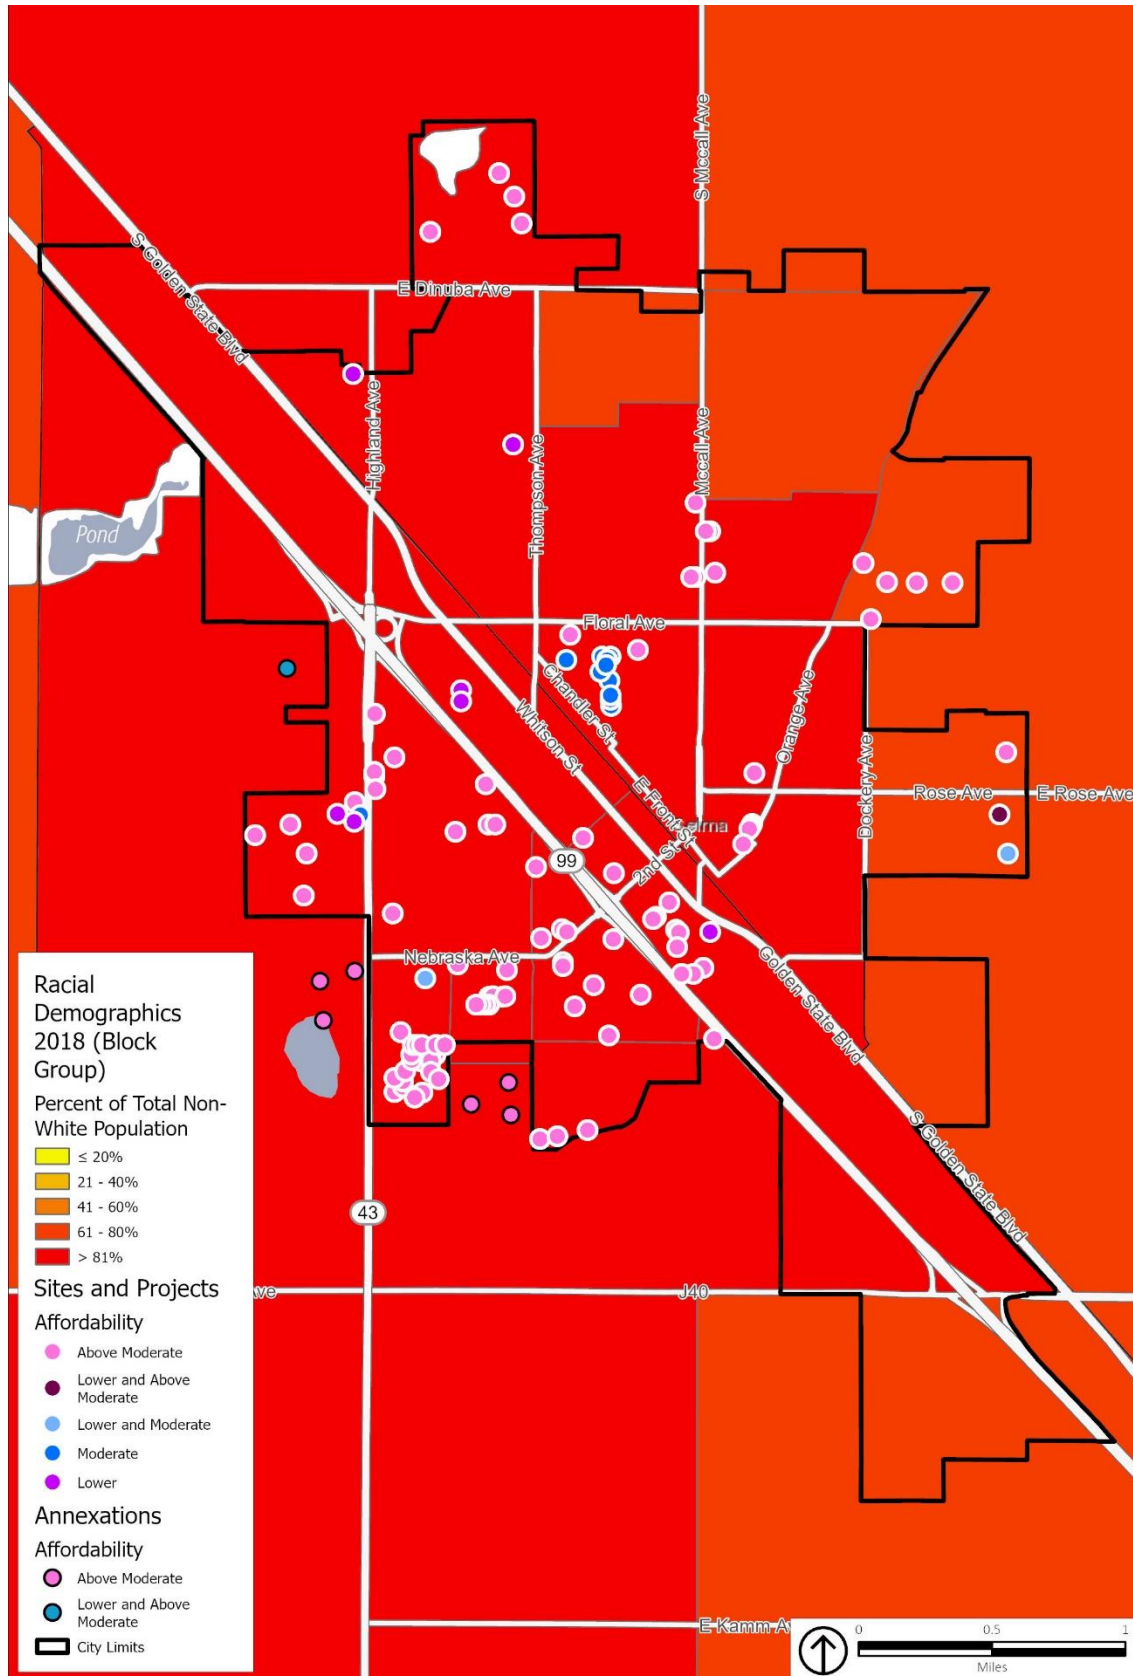 S Mccall Ave
S Golden State Blvd
E Dinuba Ave
Highland Ave
Thompson Ave
Mccall Ave
Pond
Floral Ave
Chandler St
Whitson St
Orange Ave
E Front St
Dockery Ave
Rose Ave
E Rose Ave
elma
2nd St
99
Nebraska Ave
Golden State Blvd
S Golden State Blvd
43
Ave
J40
E Kamm Av
Racial
Demographics
2018 (Block
Group)
Percent of Total Non-
White Population
≤ 20%
21 - 40%
41 - 60%
61 - 80%
> 81%
Sites and Projects
Affordability
Above Moderate
Lower and Above
Moderate
Lower and Moderate
Moderate
Lower
Annexations
Affordability
Above Moderate
Lower and Above
Moderate
City Limits
0 0.5 1
Miles